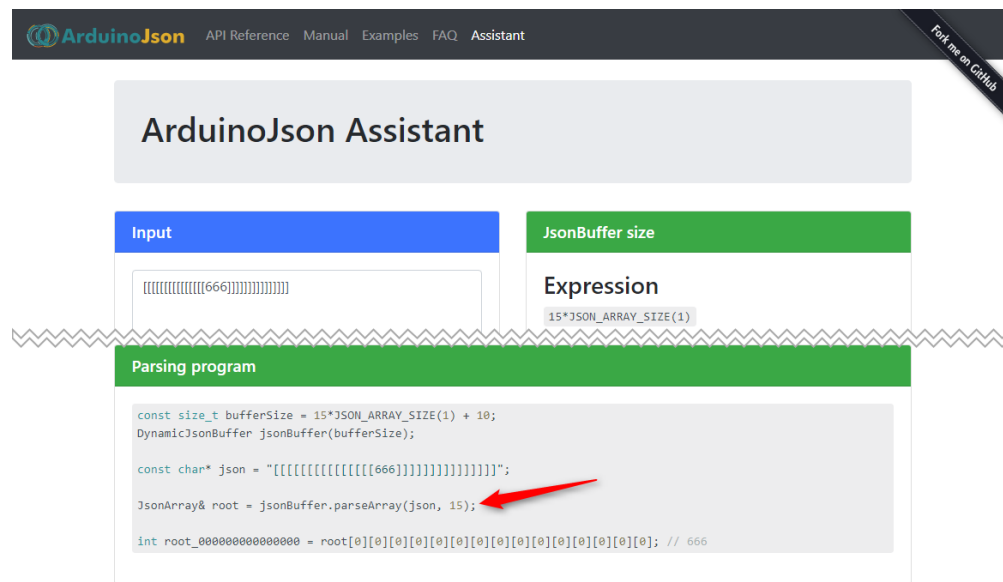 ArduinoJson API Reference Manual Examples FAQ Assistant
Fork me on GitHub
ArduinoJson Assistant
Input
[[[[[[[[[[[[[[[666]]]]]]]]]]]]]]]
JsonBuffer size
Expression
15*JSON_ARRAY_SIZE(1)
Parsing program
const size_t bufferSize = 15*JSON_ARRAY_SIZE(1) + 10;
DynamicJsonBuffer jsonBuffer(bufferSize);
const char* json = "[[[[[[[[[[[[[[[666]]]]]]]]]]]]]]]";
JsonArray& root = jsonBuffer.parseArray(json, 15);
int root_000000000000000 = root[0][0][0][0][0][0][0][0][0][0][0][0][0][0][0]; // 666